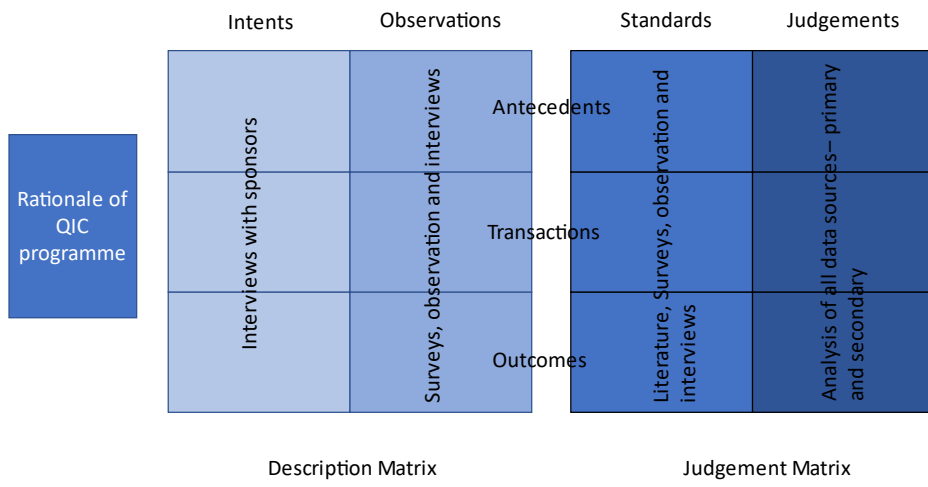 Intents
Observations
Standards
Judgements
Rationale of
QIC
programme
Interviews with sponsors
Surveys, observation and interviews
Antecedents
Transactions
Outcomes
Literature, Surveys, observation and
interviews
Analysis of all data sources– primary
and secondary
Description Matrix
Judgement Matrix